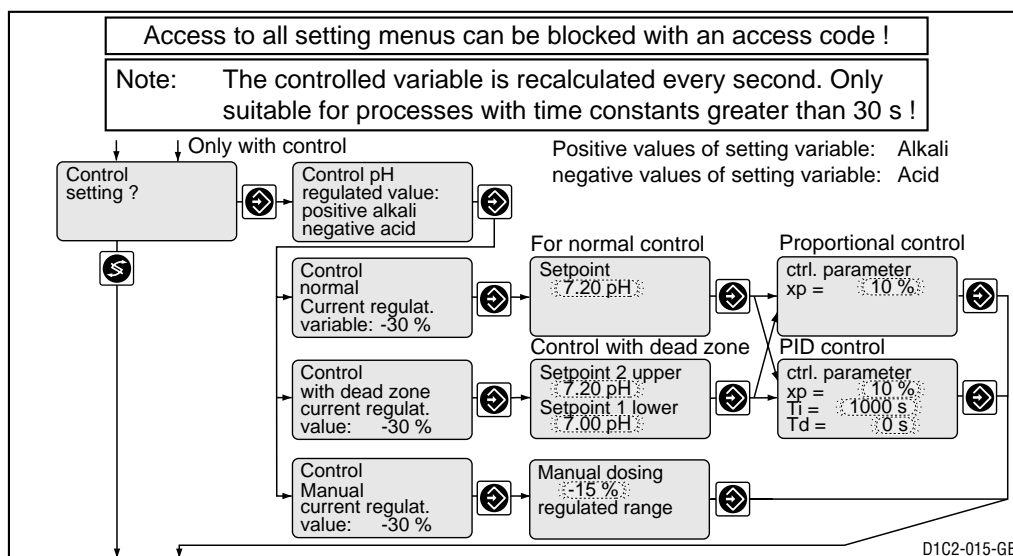 Access to all setting menus can be blocked with an access code !
Note: The controlled variable is recalculated every second. Only
suitable for processes with time constants greater than 30 s !
Only with control
Positive values of setting variable: Alkali
negative values of setting variable: Acid
Control
setting ?
Control pH
regulated value:
positive alkali
negative acid
For normal control
Proportional control
Control
normal
Current regulat.
variable: -30 %
Setpoint
7.20 pH
ctrl. parameter
xp = 10 %
Control with dead zone
PID control
Control
with dead zone
current regulat.
value: -30 %
Setpoint 2 upper
7.20 pH
Setpoint 1 lower
7.00 pH
ctrl. parameter
xp = 10 %
Ti = 1000 s
Td = 0 s
Control
Manual
current regulat.
value: -30 %
Manual dosing
-15 %
regulated range
D1C2-015-GB